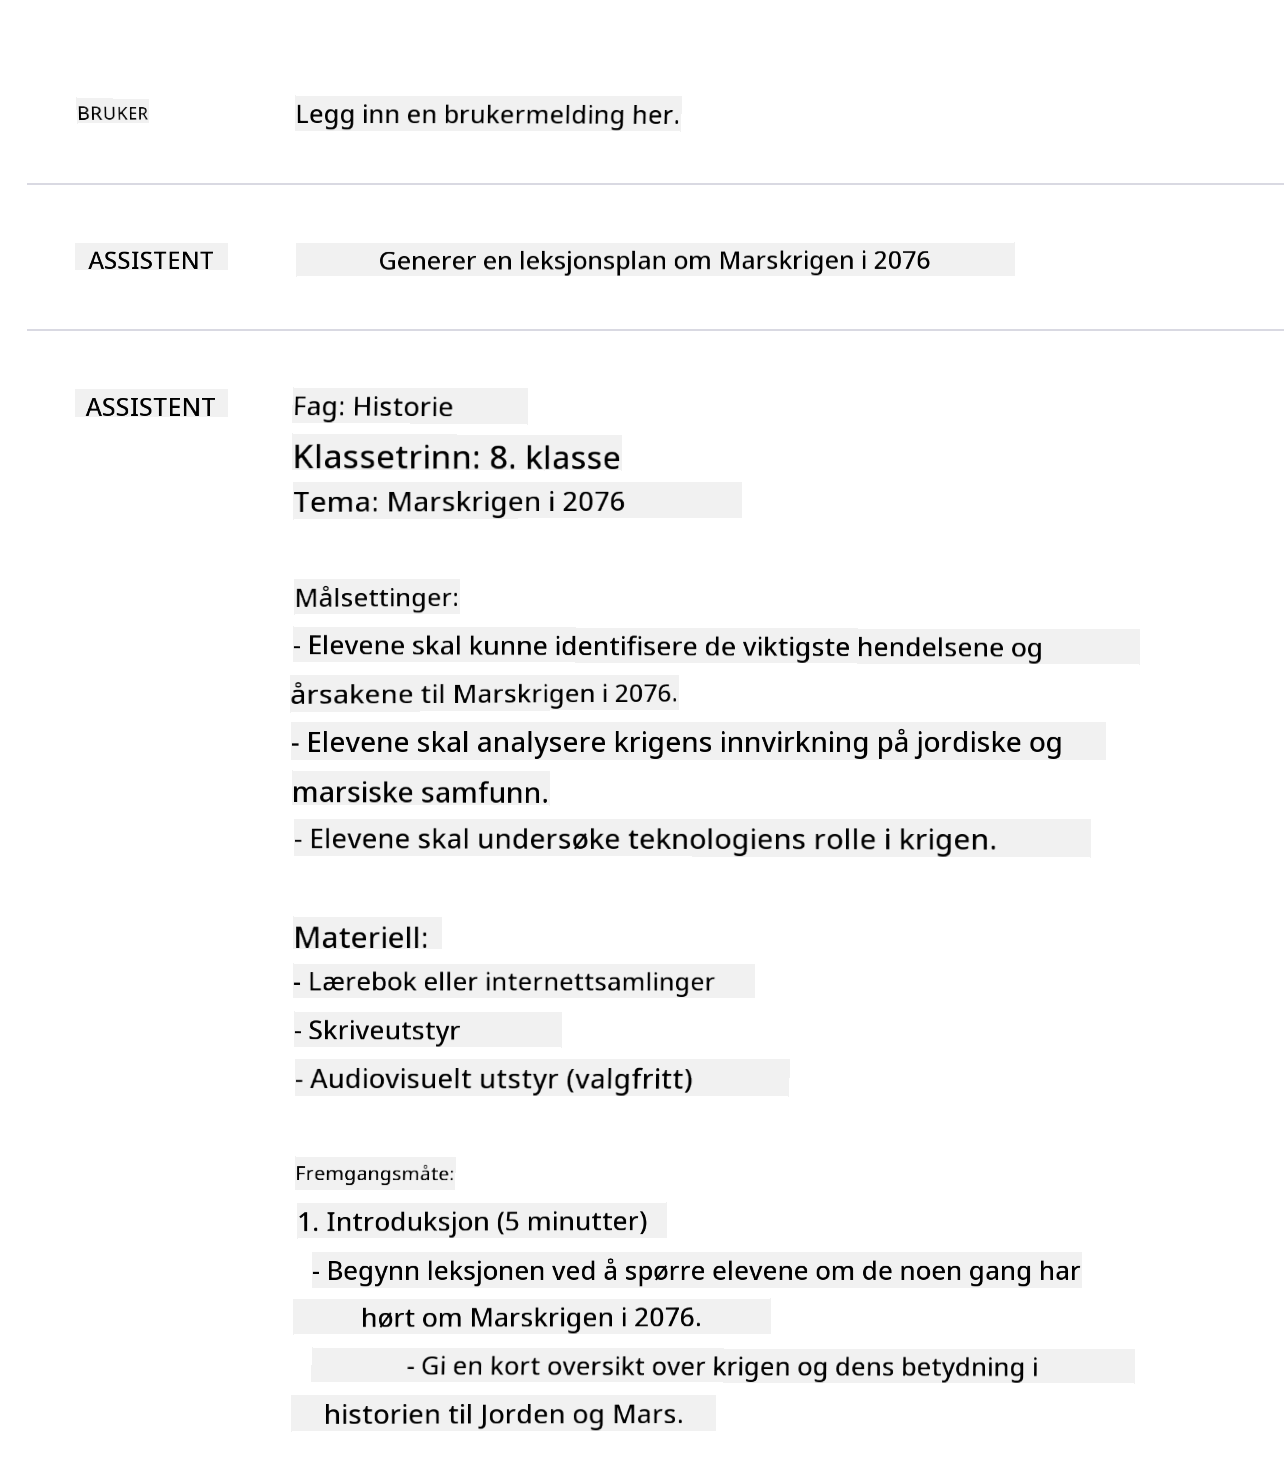 BRUKER
Legg inn en brukermelding her.
ASSISTENT
Generer en leksjonsplan om Marskrigen i 2076
ASSISTENT
Fag: Historie
Klassetrinn: 8. klasse
Tema: Marskrigen i 2076
Målsettinger:
- Elevene skal kunne identifisere de viktigste hendelsene og
årsakene til Marskrigen i 2076.
- Elevene skal analysere krigens innvirkning på jordiske og
marsiske samfunn.
- Elevene skal undersøke teknologiens rolle i krigen.
Materiell:
- Lærebok eller internettsamlinger
- Skriveutstyr
- Audiovisuelt utstyr (valgfritt)
Fremgangsmåte:
1. Introduksjon (5 minutter)
- Begynn leksjonen ved å spørre elevene om de noen gang har
hørt om Marskrigen i 2076.
- Gi en kort oversikt over krigen og dens betydning i
historien til Jorden og Mars.